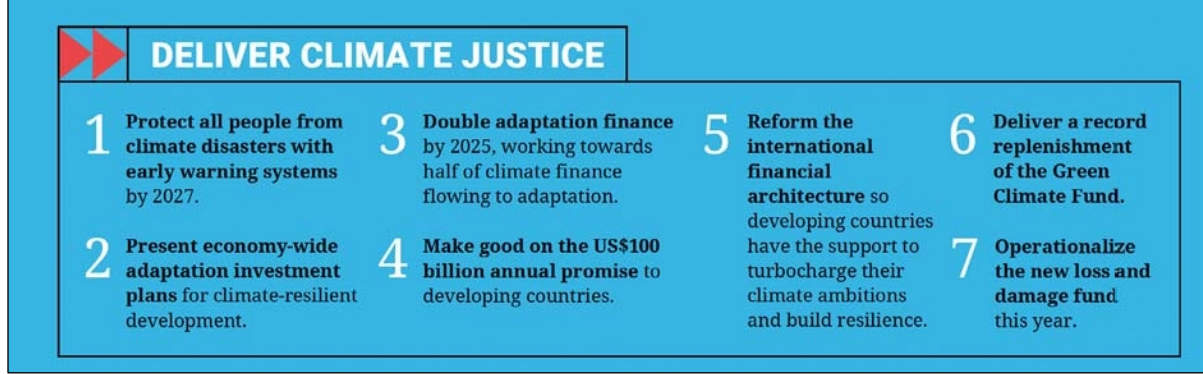 DELIVER CLIMATE JUSTICE
1
Protect all people from
climate disasters with
early warning systems
by 2027.
2
Present economy-wide
adaptation investment
plans for climate-resilient
development.
3
Double adaptation finance
by 2025, working towards
half of climate finance
flowing to adaptation.
4
Make good on the US$100
billion annual promise to
developing countries.
5
Reform the
international
financial
architecture so
developing countries
have the support to
turbocharge their
climate ambitions
and build resilience.
6
Deliver a record
replenishment
of the Green
Climate Fund.
7
Operationalize
the new loss and
damage fund
this year.